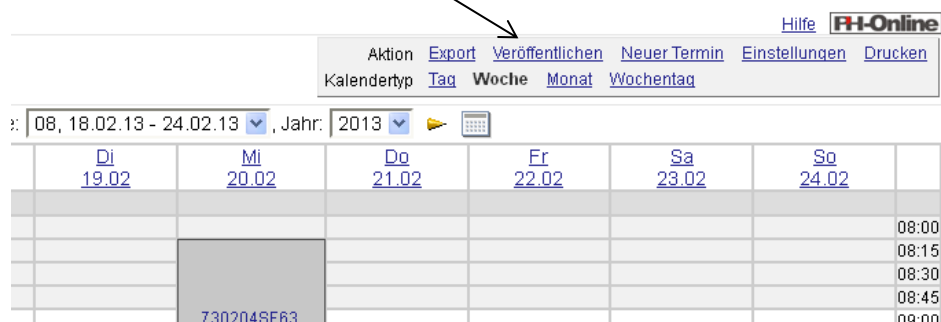 Hilfe PH-Online
Aktion Export Veröffentlichen Neuer Termin Einstellungen Drucken
Kalendertyp Tag Woche Monat Wochentag
e: 08, 18.02.13 - 24.02.13 , Jahr: 2013
Di Mi Do Fr Sa So
19.02 20.02 21.02 22.02 23.02 24.02
08:00
08:15
08:30
08:45
730204SE63 09:00